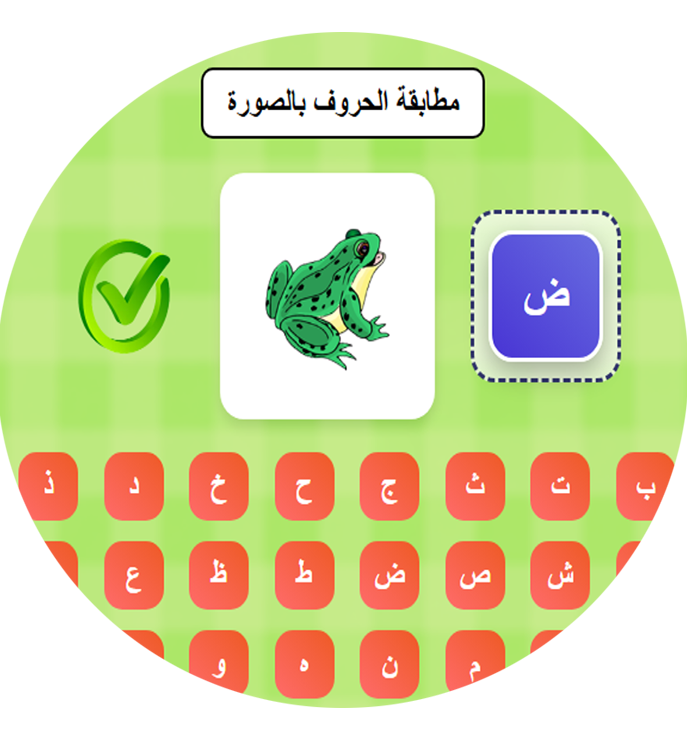 مطابقة الحروف بالصورة
ض
ب ت ث ج ح خ د ذ
ش ص ض ط ظ ع
م ن ه و